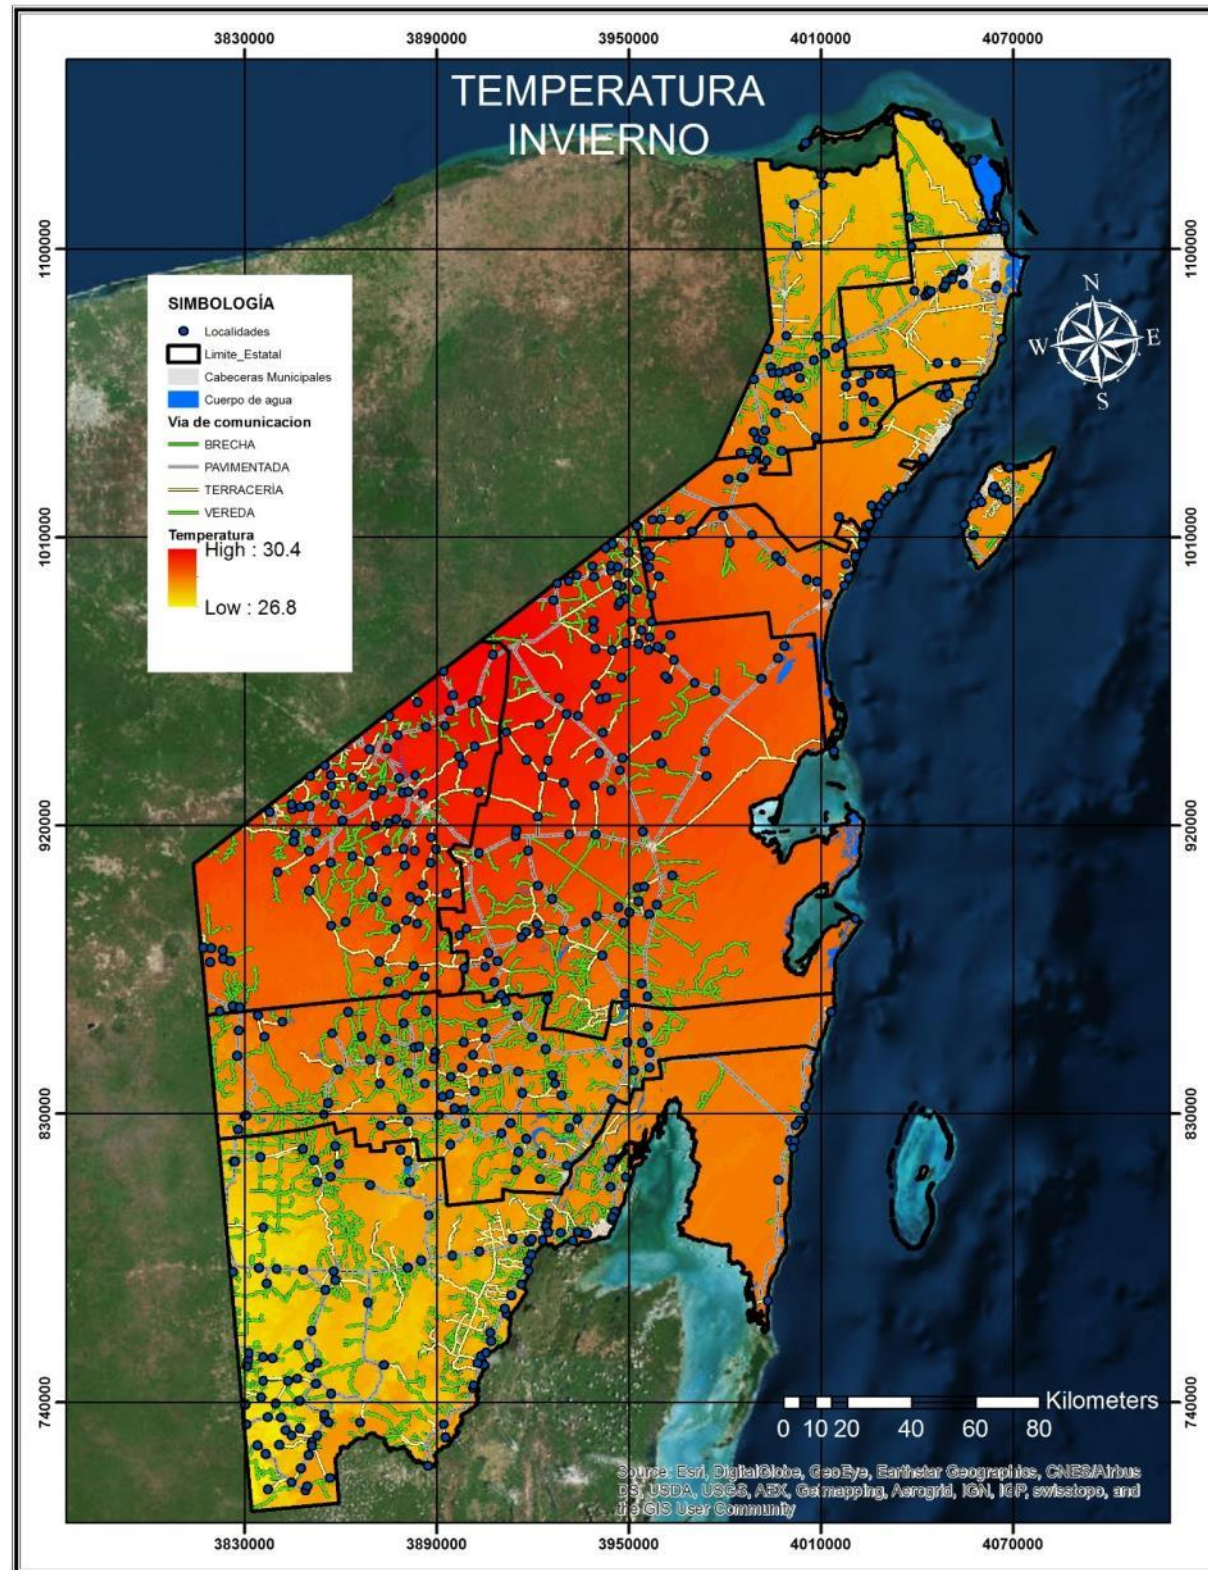 3830000 3890000 3950000 4010000 4070000
TEMPERATURA
INVIERNO
1100000 1100000
N
W E
S
SIMBOLOGÍA
Localidades
Limite_Estatal
Cabeceras Municipales
Cuerpo de agua
Via de comunicacion
BRECHA
PAVIMENTADA
TERRACERÍA
VEREDA
Temperatura
High : 30.4
Low : 26.8
1010000 1010000
920000 920000
830000 830000
740000 740000
Kilometers
0 10 20 40 60 80
Source: Esri, DigitalGlobe, GeoEye, Earthstar Geographics, CNES/Airbus
DS, USDA, USGS, AEX, Getmapping, Aerogrid, IGN, IGP, swisstopo, and
the GIS User Community
3830000 3890000 3950000 4010000 4070000